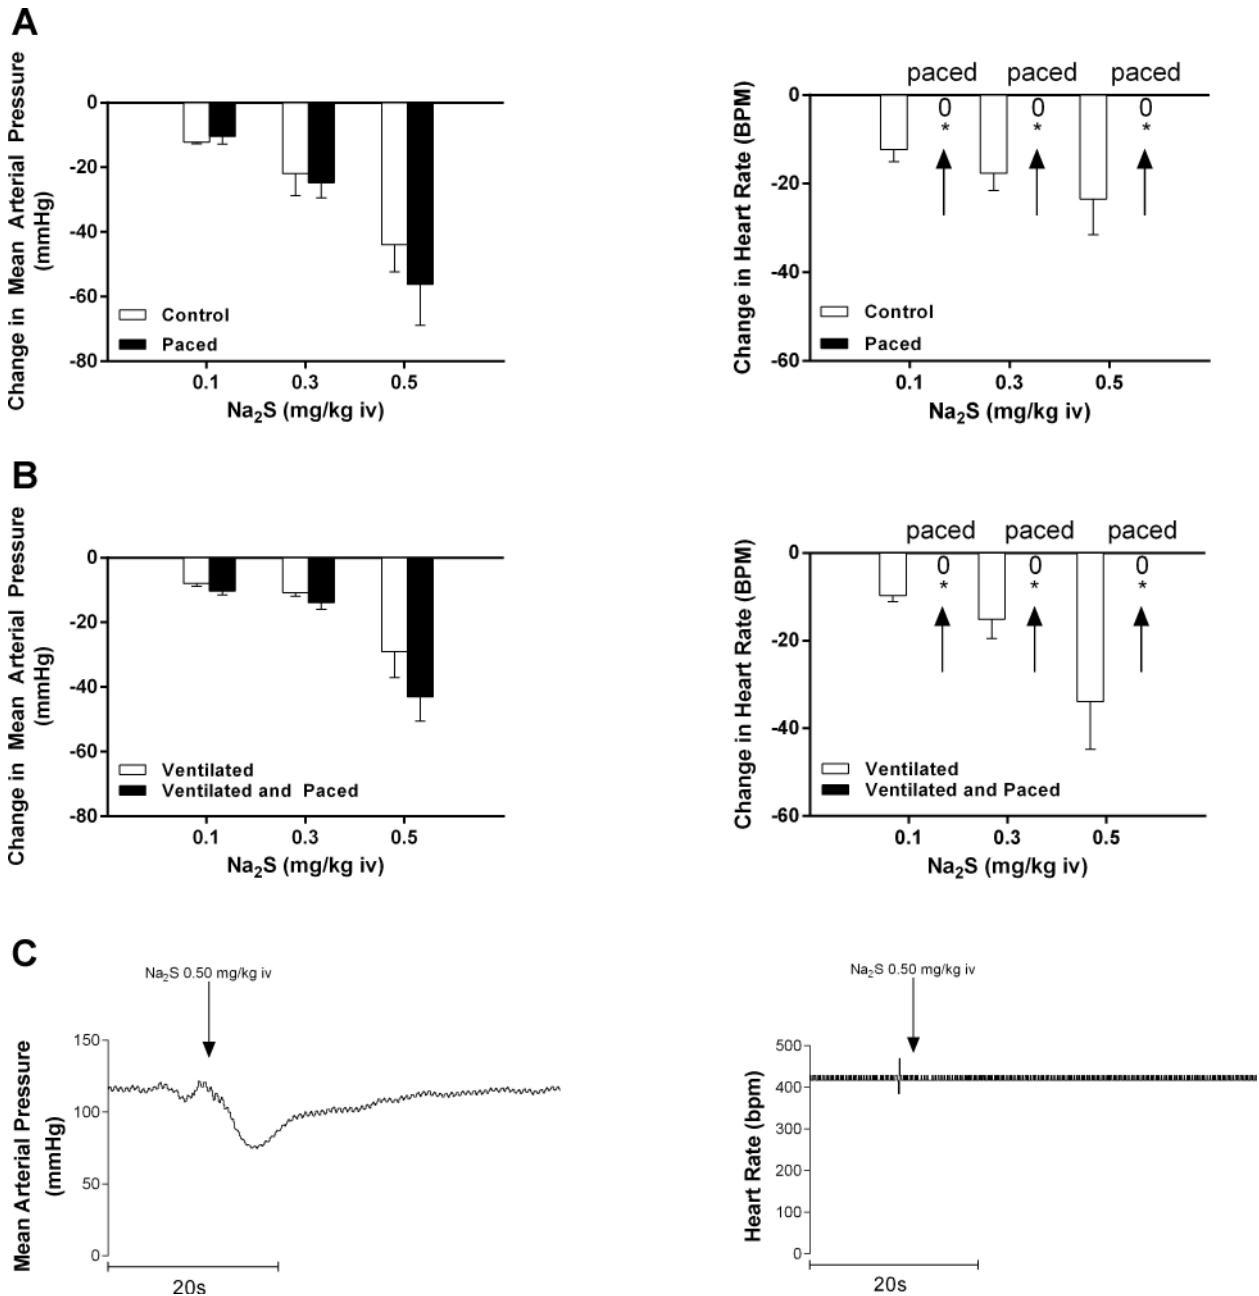 A
Change in Mean Arterial Pressure
(mmHg)
0
-20
-40
-60
-80
Control
Paced
0.1
0.3
0.5
Na₂S (mg/kg iv)
Change in Heart Rate (BPM)
paced paced paced
0
0 0 0
* * *
-20
-40
-60
Control
Paced
0.1
0.3
0.5
Na₂S (mg/kg iv)
B
Change in Mean Arterial Pressure
(mmHg)
0
-20
-40
-60
-80
Ventilated
Ventilated and Paced
0.1
0.3
0.5
Na₂S (mg/kg iv)
Change in Heart Rate (BPM)
paced paced paced
0
0 0 0
* * *
-20
-40
-60
Ventilated
Ventilated and Paced
0.1
0.3
0.5
Na₂S (mg/kg iv)
C
Na₂S 0.50 mg/kg iv
Mean Arterial Pressure
(mmHg)
150
100
50
0
20s
Na₂S 0.50 mg/kg iv
Heart Rate (bpm)
500
400
300
200
100
0
20s